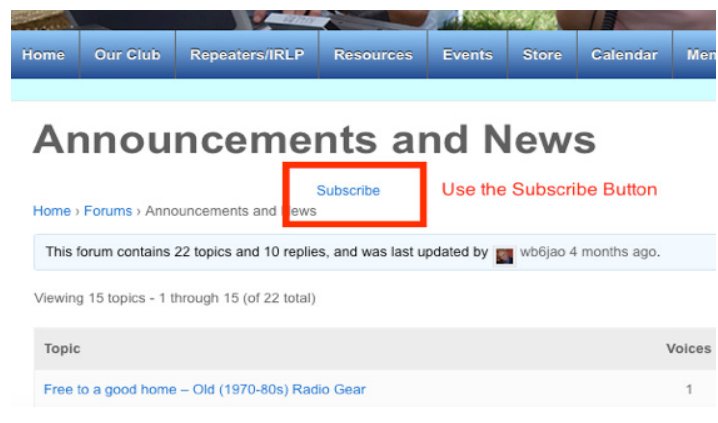 Home Our Club Repeaters/IRLP Resources Events Store Calendar
Announcements and News
Subscribe Use the Subscribe Button
Home › Forums › Announcements and News
This forum contains 22 topics and 10 replies, and was last updated by wb6jao 4 months ago.
Viewing 15 topics - 1 through 15 (of 22 total)
Topic Voices
Free to a good home – Old (1970-80s) Radio Gear 1